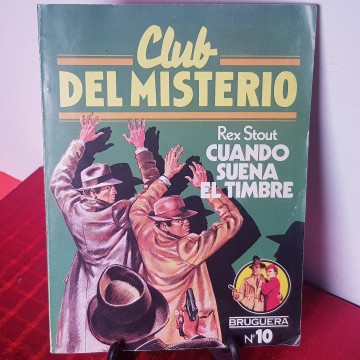 Club
DEL MISTERIO
Rex Stout
CUANDO
SUENA
EL TIMBRE
BRUGUERA
Nº10